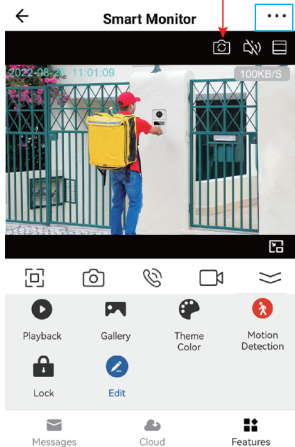 Smart Monitor
2022-08-25 11:01:09
100KB/S
Playback
Gallery
Theme Color
Motion Detection
Lock
Edit
Messages
Cloud
Features